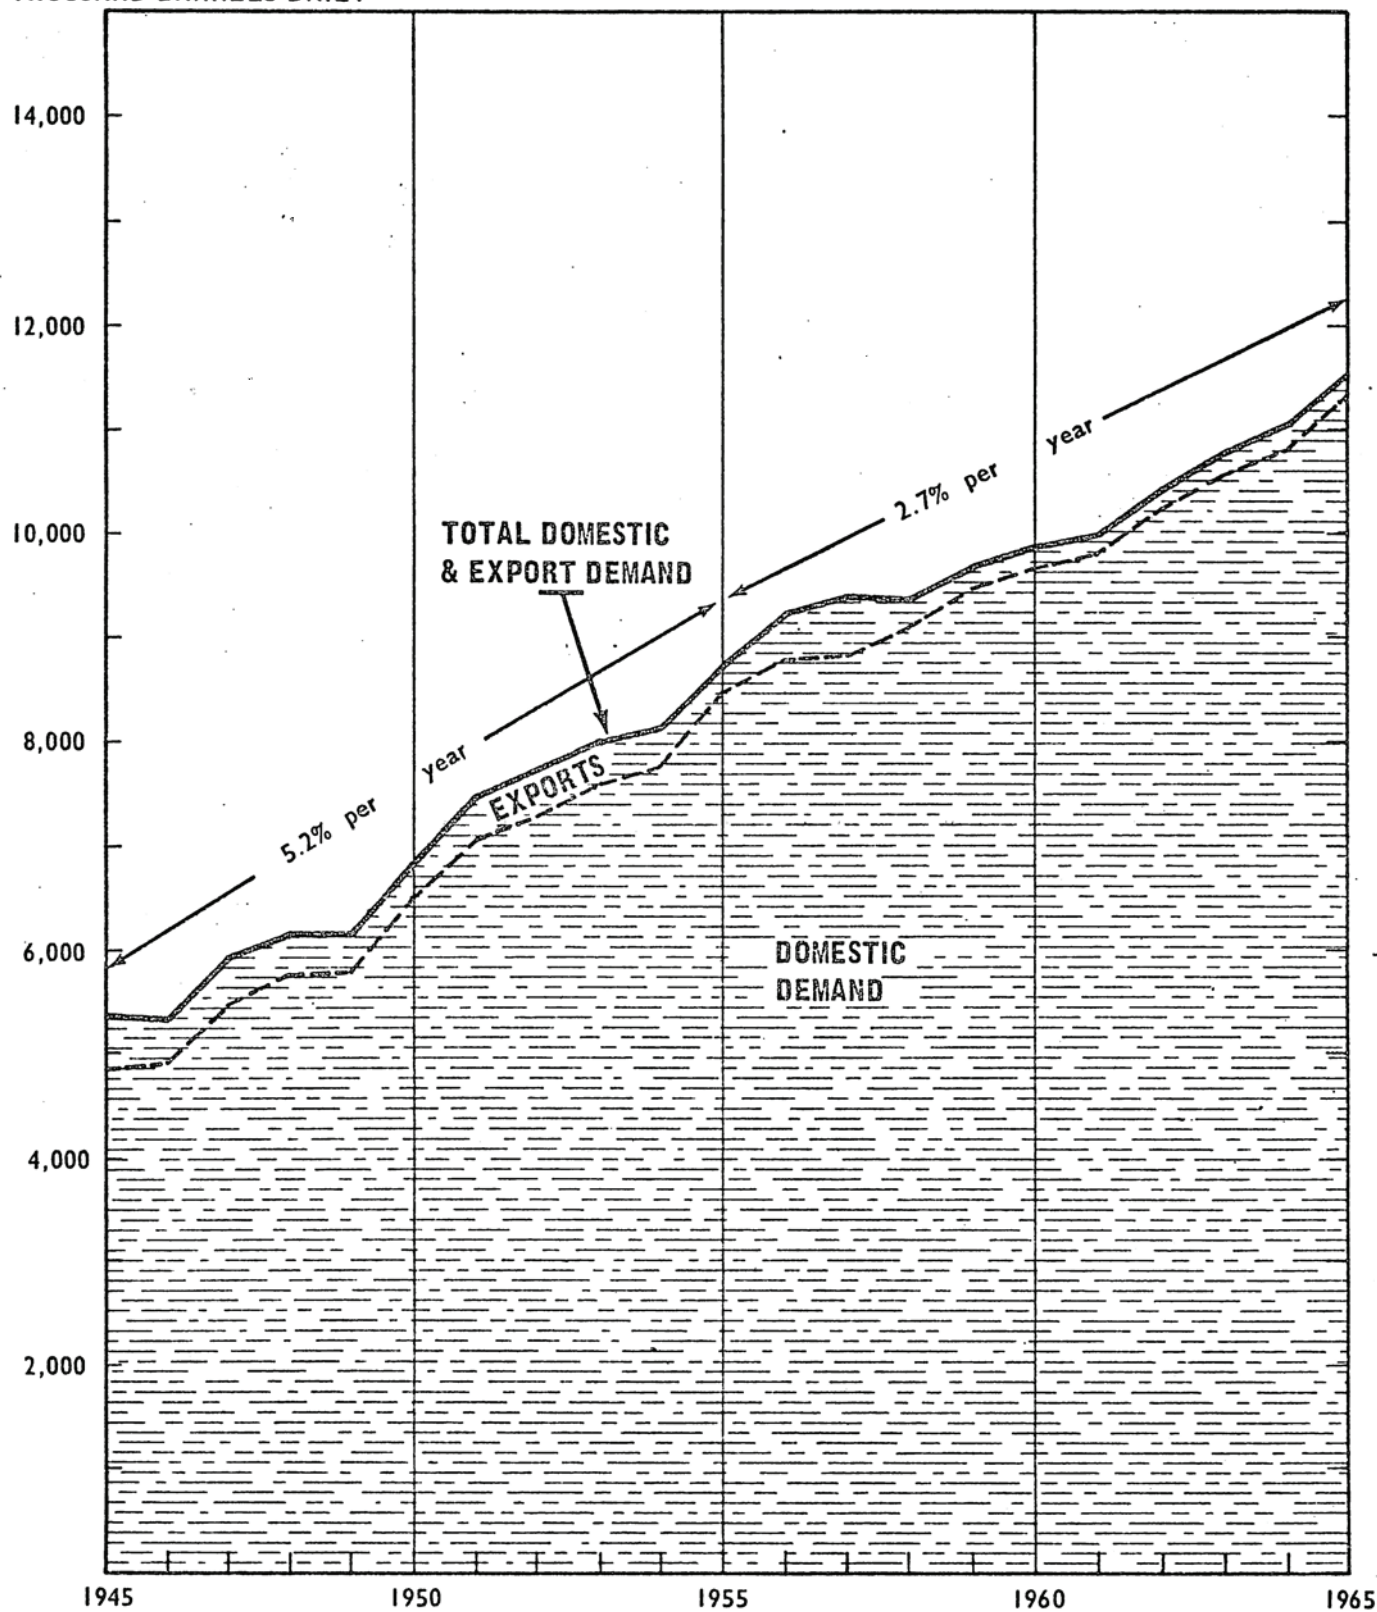 THOUSAND BARRELS DAILY
14,000
12,000
10,000
8,000
6,000
4,000
2,000
2.7% per year
TOTAL DOMESTIC
& EXPORT DEMAND
5.2% per year
EXPORTS
DOMESTIC
DEMAND
1945 1950 1955 1960 1965